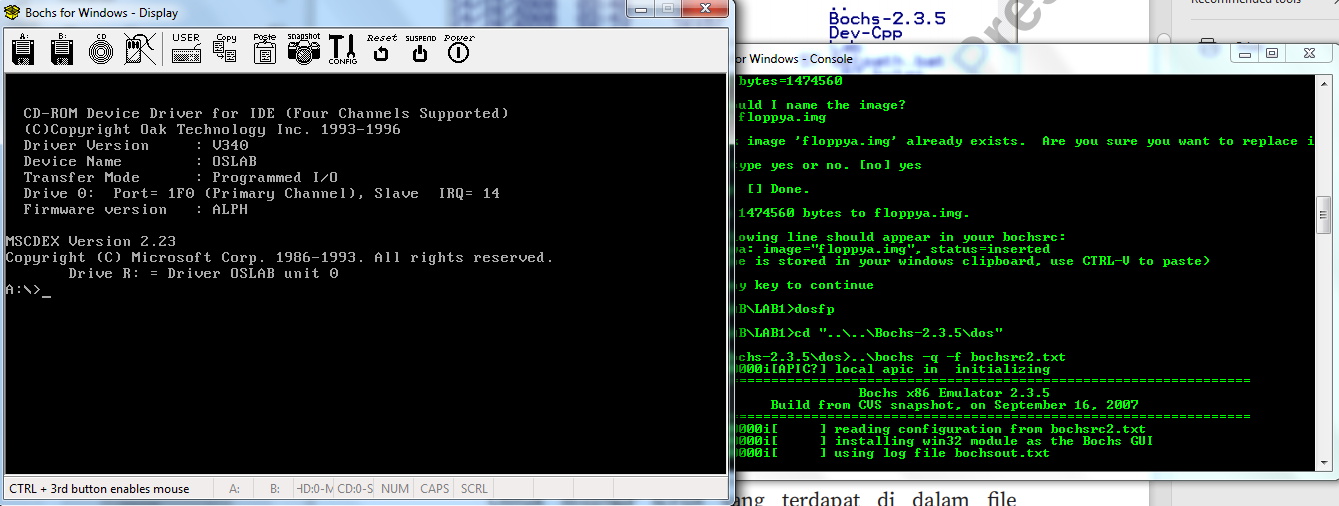 Bochs for Windows - Display
A: B: CD USER Copy Paste snapshot CONFIG Reset SUSPEND Power
CD-ROM Device Driver for IDE (Four Channels Supported)
(C)Copyright Oak Technology Inc. 1993-1996
Driver Version : V340
Device Name : OSLAB
Transfer Mode : Programmed I/O
Drive 0: Port= 1F0 (Primary Channel), Slave IRQ= 14
Firmware version : ALPH
MSCDEX Version 2.23
Copyright (C) Microsoft Corp. 1986-1993. All rights reserved.
Drive R: = Driver OSLAB unit 0
A:\>_
CTRL + 3rd button enables mouse A: B: HD:0-M CD:0-S NUM CAPS SCRL
..
Bochs-2.3.5
Dev-Cpp
Recommended tools
for Windows - Console
bytes=1474560
uld I name the image?
floppya.img
image 'floppya.img' already exists. Are you sure you want to replace i
ype yes or no. [no] yes
[] Done.
1474560 bytes to floppya.img.
lowing line should appear in your bochsrc:
ya: image="floppya.img", status=inserted
e is stored in your windows clipboard, use CTRL-V to paste)
y key to continue
B\LAB1>dosfp
B\LAB1>cd "..\..\Bochs-2.3.5\dos"
chs-2.3.5\dos>..\bochs -q -f bochsrc2.txt
0000i[APIC?] local apic in initializing
========================================================================
Bochs x86 Emulator 2.3.5
Build from CVS snapshot, on September 16, 2007
========================================================================
0000i[ ] reading configuration from bochsrc2.txt
0000i[ ] installing win32 module as the Bochs GUI
0000i[ ] using log file bochsout.txt
ang terdapat di dalam file